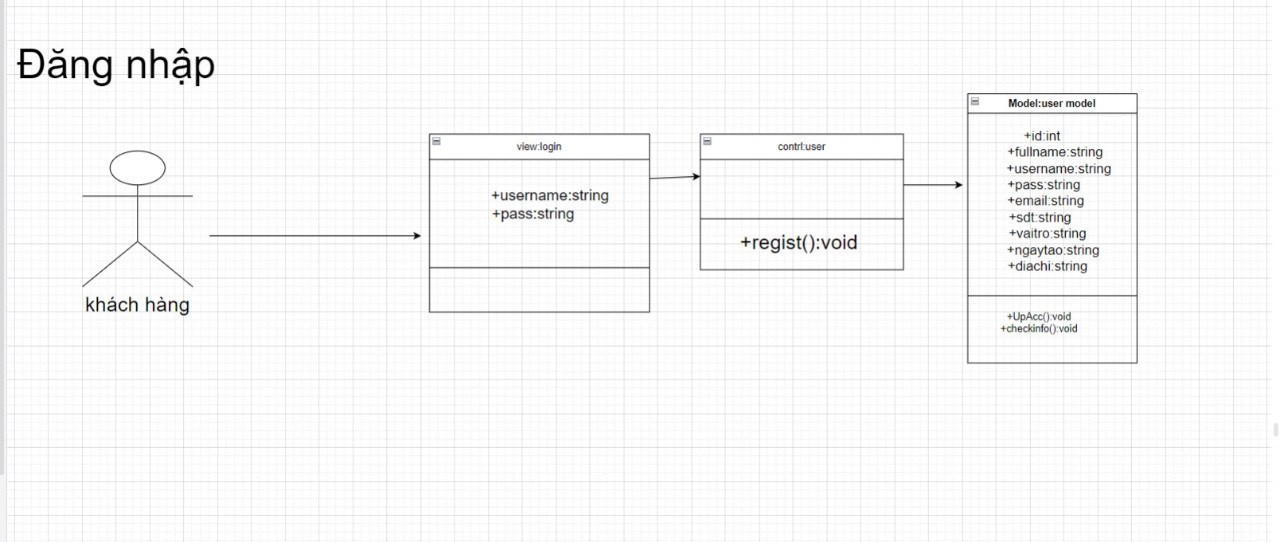 Đăng nhập
khách hàng
view:login
+username:string
+pass:string
contrl:user
+regist():void
Model:user model
+id:int
+fullname:string
+username:string
+pass:string
+email:string
+sdt:string
+vaitro:string
+ngaytao:string
+diachi:string
+UpAcc():void
+checkinfo():void